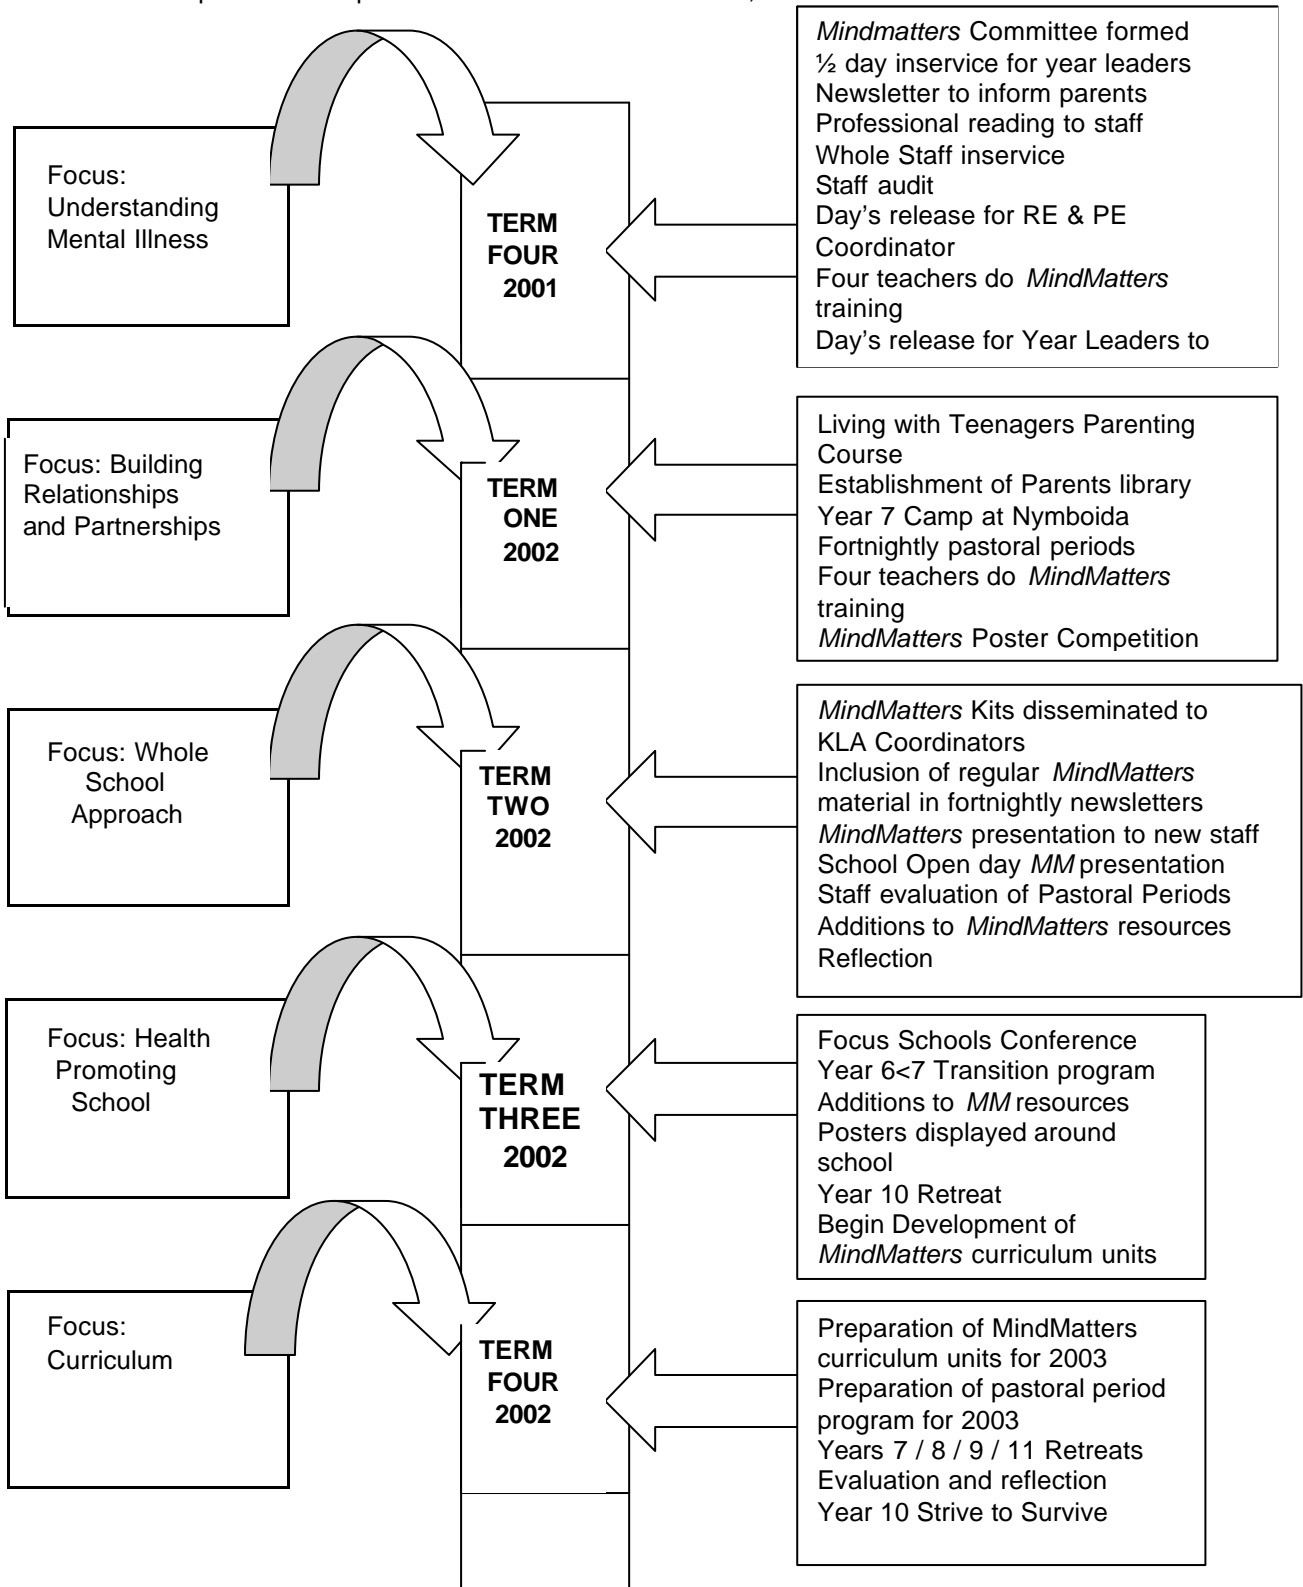 Focus:
Understanding
Mental Illness
TERM
FOUR
2001
Mindmatters Committee formed
½ day inservice for year leaders
Newsletter to inform parents
Professional reading to staff
Whole Staff inservice
Staff audit
Day's release for RE & PE
Coordinator
Four teachers do MindMatters
training
Day's release for Year Leaders to
Focus: Building
Relationships
and Partnerships
TERM
ONE
2002
Living with Teenagers Parenting
Course
Establishment of Parents library
Year 7 Camp at Nymboida
Fortnightly pastoral periods
Four teachers do MindMatters
training
MindMatters Poster Competition
Focus: Whole
School
Approach
TERM
TWO
2002
MindMatters Kits disseminated to
KLA Coordinators
Inclusion of regular MindMatters
material in fortnightly newsletters
MindMatters presentation to new staff
School Open day MM presentation
Staff evaluation of Pastoral Periods
Additions to MindMatters resources
Reflection
Focus: Health
Promoting
School
TERM
THREE
2002
Focus Schools Conference
Year 6<7 Transition program
Additions to MM resources
Posters displayed around
school
Year 10 Retreat
Begin Development of
MindMatters curriculum units
Focus:
Curriculum
TERM
FOUR
2002
Preparation of MindMatters
curriculum units for 2003
Preparation of pastoral period
program for 2003
Years 7 / 8 / 9 / 11 Retreats
Evaluation and reflection
Year 10 Strive to Survive